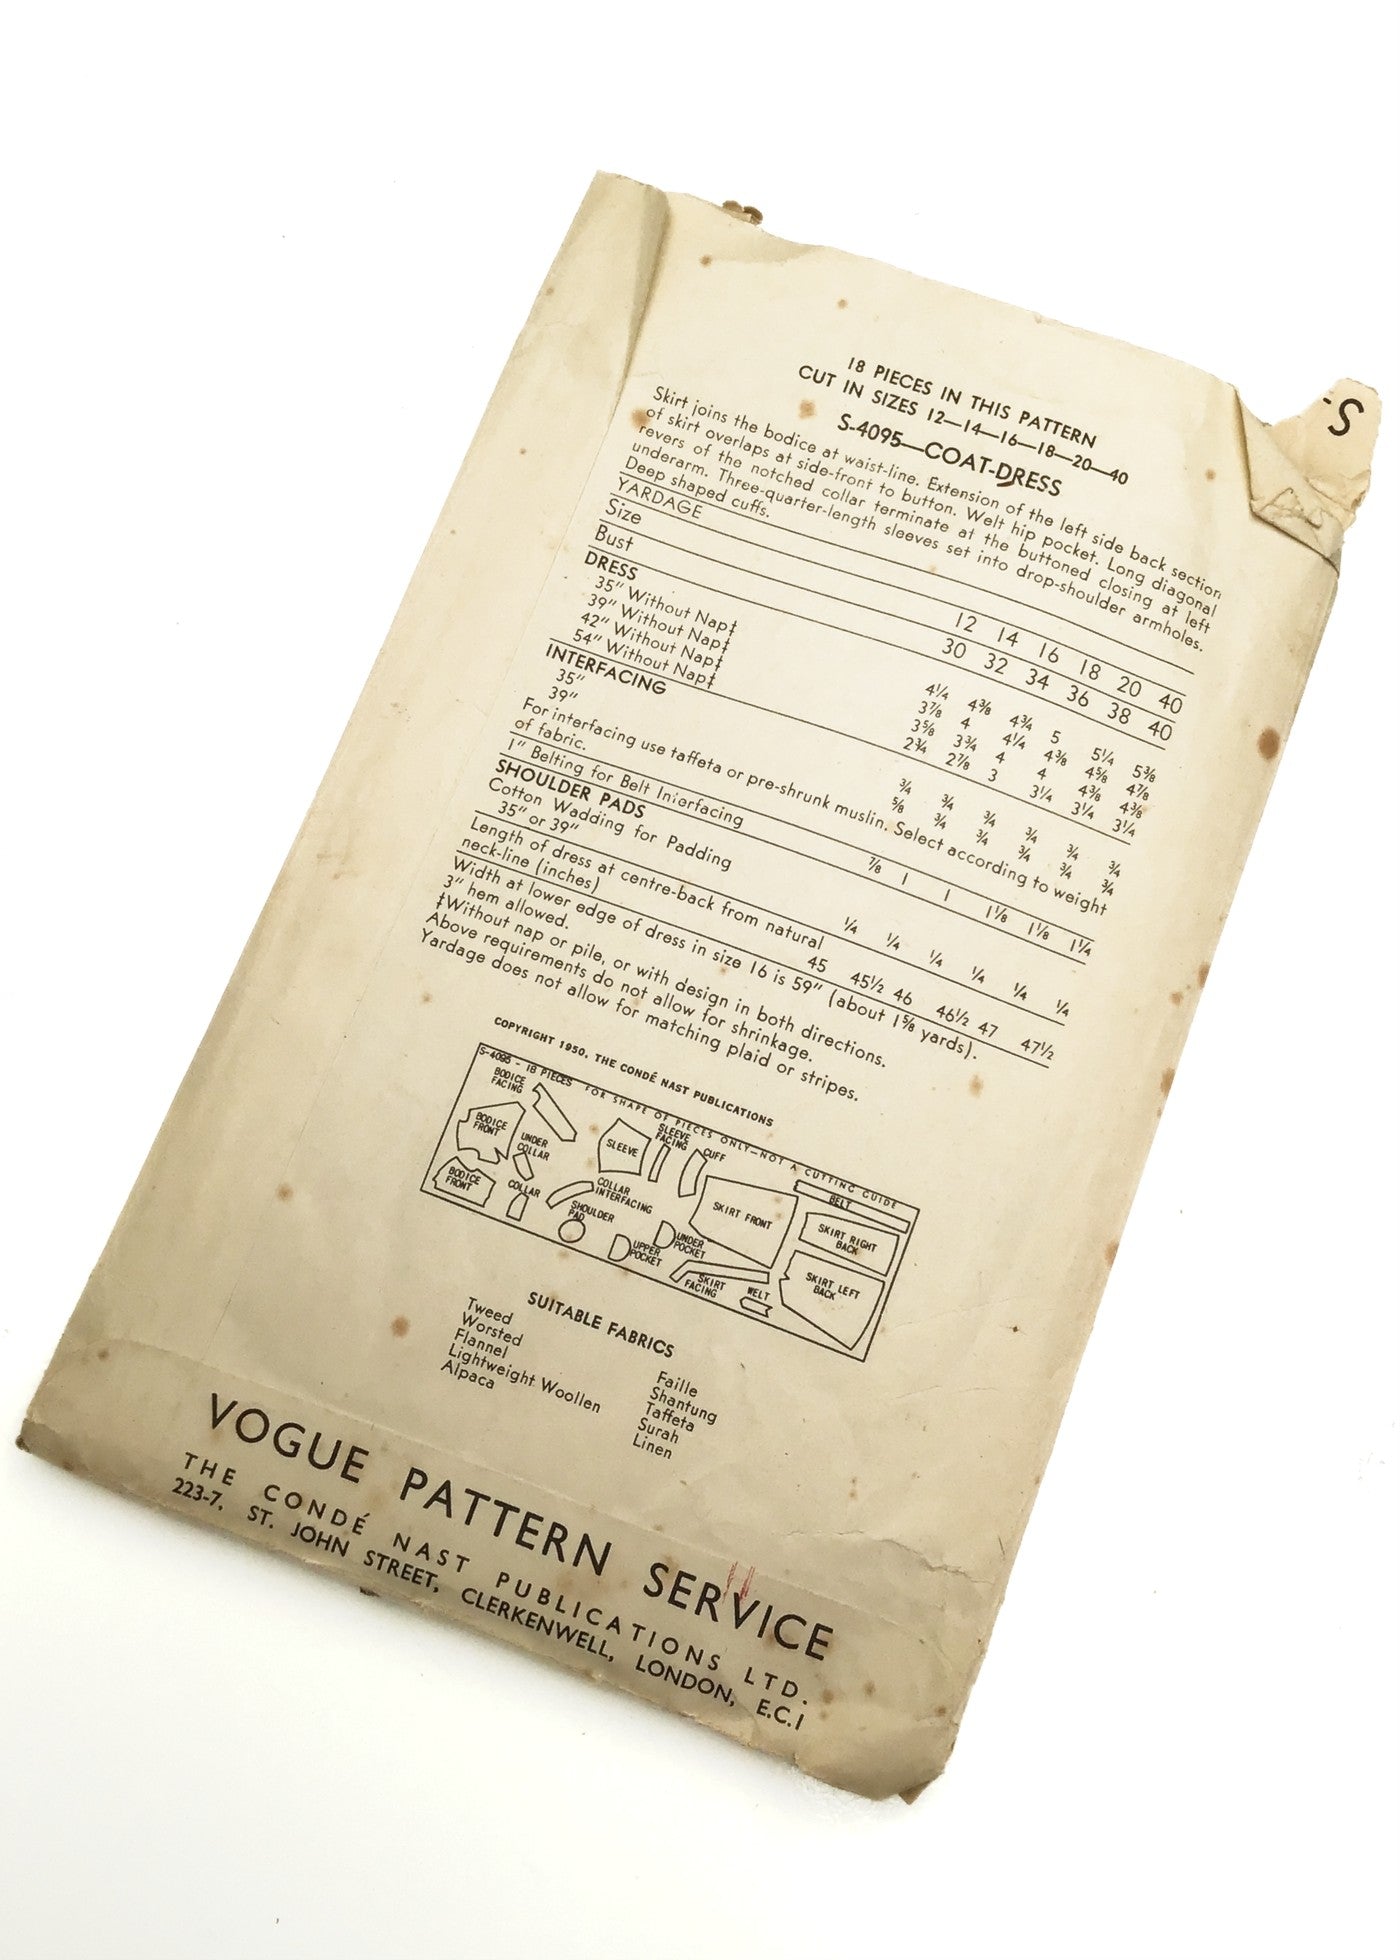 -S
18 PIECES IN THIS PATTERN
CUT IN SIZES 12—14—16—18—20—40
S-4095—COAT-DRESS
Skirt joins the bodice at waist-line. Extension of the left side back section
of skirt overlaps at side-front to button. Welt hip pocket. Long diagonal
revers of the notched collar terminate at the buttoned closing at left
underarm. Three-quarter-length sleeves set into drop-shoulder armholes.
Deep shaped cuffs.
YARDAGE
Size 12 14 16 18 20 40
Bust 30 32 34 36 38 40
DRESS
35″ Without Nap‡ 4¼ 4⅜ 4¾ 5 5¼ 5⅜
39″ Without Nap‡ 3⅞ 4 4¼ 4⅜ 4⅝ 4⅞
42″ Without Nap‡ 3⅝ 3¾ 4 4 4⅜ 4⅜
54″ Without Nap‡ 2¾ 2⅞ 3 3¼ 3¼ 3¼
INTERFACING
35″ ¾ ¾ ¾ ¾ ¾ ¾
39″ ⅝ ¾ ¾ ¾ ¾ ¾
For interfacing use taffeta or pre-shrunk muslin. Select according to weight
of fabric.
1″ Belting for Belt Interfacing ⅞ 1 1 1⅛ 1⅛ 1¼
SHOULDER PADS
Cotton Wadding for Padding
35″ or 39″ ¼ ¼ ¼ ¼ ¼ ¼
Length of dress at centre-back from natural
neck-line (inches) 45 45½ 46 46½ 47 47½
Width at lower edge of dress in size 16 is 59″ (about 1⅝ yards).
3″ hem allowed.
‡Without nap or pile, or with design in both directions.
Above requirements do not allow for shrinkage.
Yardage does not allow for matching plaid or stripes.
COPYRIGHT 1950, THE CONDÉ NAST PUBLICATIONS
S-4095 - 18 PIECES FOR SHAPE OF PIECES ONLY—NOT A CUTTING GUIDE
BODICE
FACING
BODICE
FRONT
UNDER
COLLAR
BODICE
FRONT
COLLAR
SLEEVE
SLEEVE
FACING
CUFF
COLLAR
INTERFACING
SHOULDER
PAD
UPPER
POCKET
UNDER
POCKET
SKIRT FRONT
SKIRT
FACING
WELT
BELT
SKIRT RIGHT
BACK
SKIRT LEFT
BACK
SUITABLE FABRICS
Tweed
Worsted
Flannel
Lightweight Woollen
Alpaca
Faille
Shantung
Taffeta
Surah
Linen
VOGUE PATTERN SERVICE
THE CONDÉ NAST PUBLICATIONS LTD.
223-7, ST. JOHN STREET, CLERKENWELL, LONDON, E.C.1